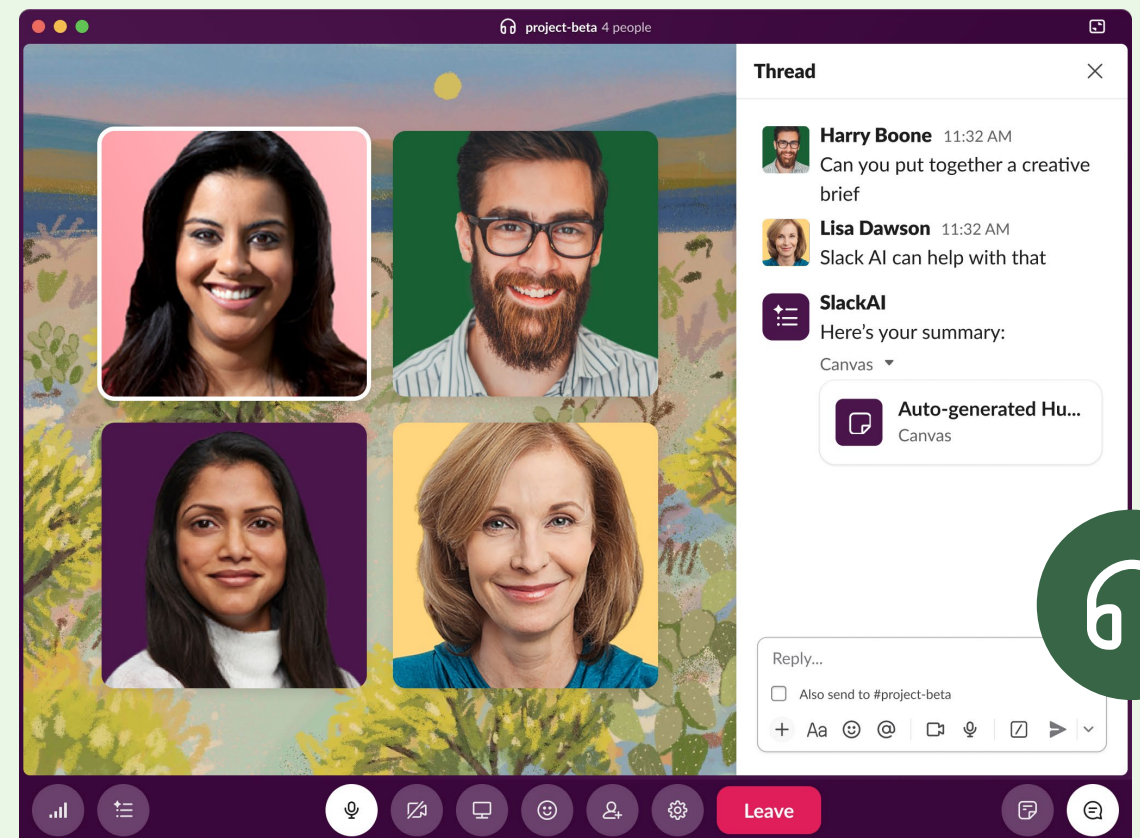 project-beta 4 people
Thread
Harry Boone 11:32 AM
Can you put together a creative
brief
Lisa Dawson 11:32 AM
Slack AI can help with that
SlackAI
Here’s your summary:
Canvas
Auto-generated Hu...
Canvas
Reply...
Also send to #project-beta
Aa
Leave